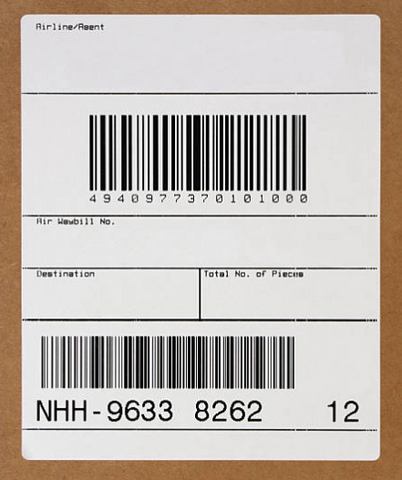 Airline/Agent
4940977370101000
Air Waybill No.
Destination
Total No. of Pieces
NHH-9633 8262 12